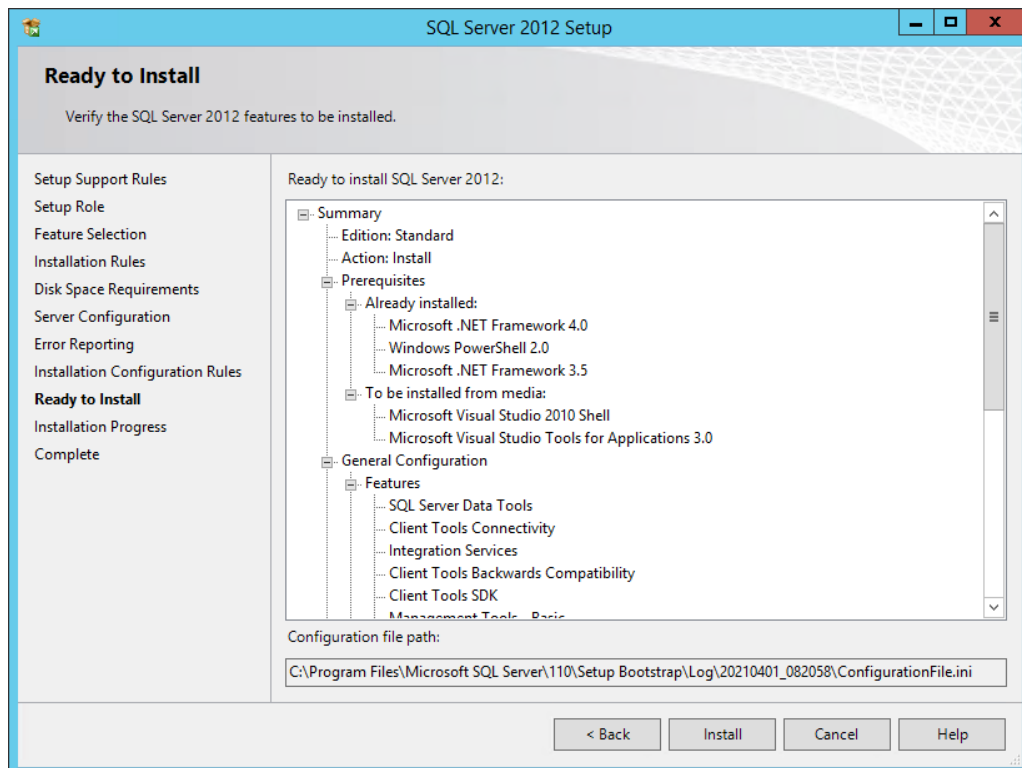 SQL Server 2012 Setup
Ready to Install
Verify the SQL Server 2012 features to be installed.
Setup Support Rules
Setup Role
Feature Selection
Installation Rules
Disk Space Requirements
Server Configuration
Error Reporting
Installation Configuration Rules
Ready to Install
Installation Progress
Complete
Ready to install SQL Server 2012:
Summary
Edition: Standard
Action: Install
Prerequisites
Already installed:
Microsoft .NET Framework 4.0
Windows PowerShell 2.0
Microsoft .NET Framework 3.5
To be installed from media:
Microsoft Visual Studio 2010 Shell
Microsoft Visual Studio Tools for Applications 3.0
General Configuration
Features
SQL Server Data Tools
Client Tools Connectivity
Integration Services
Client Tools Backwards Compatibility
Client Tools SDK
Management Tools - Basic
Configuration file path:
C:\Program Files\Microsoft SQL Server\110\Setup Bootstrap\Log\20210401_082058\ConfigurationFile.ini
< Back
Install
Cancel
Help